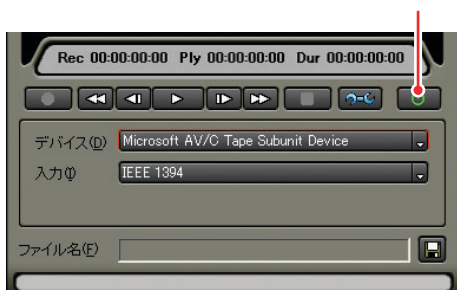 Rec 00:00:00:00 Ply 00:00:00:00 Dur 00:00:00:00
デバイス(D) Microsoft AV/C Tape Subunit Device
入力(I) IEEE 1394
ファイル名(F)